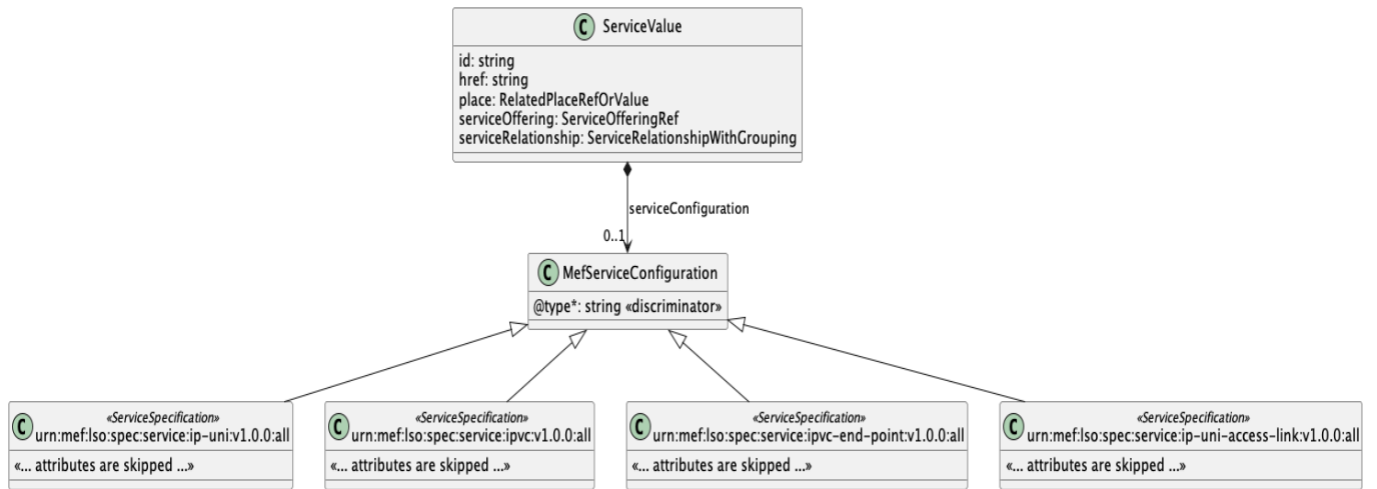 C ServiceValue
id: string
href: string
place: RelatedPlaceRefOrValue
serviceOffering: ServiceOfferingRef
serviceRelationship: ServiceRelationshipWithGrouping
serviceConfiguration
0..1
C MefServiceConfiguration
@type*: string «discriminator»
«ServiceSpecification»
C urn:mef:lso:spec:service:ip-uni:v1.0.0:all
«... attributes are skipped ...»
«ServiceSpecification»
C urn:mef:lso:spec:service:ipvc:v1.0.0:all
«... attributes are skipped ...»
«ServiceSpecification»
C urn:mef:lso:spec:service:ipvc-end-point:v1.0.0:all
«... attributes are skipped ...»
«ServiceSpecification»
C urn:mef:lso:spec:service:ip-uni-access-link:v1.0.0:all
«... attributes are skipped ...»